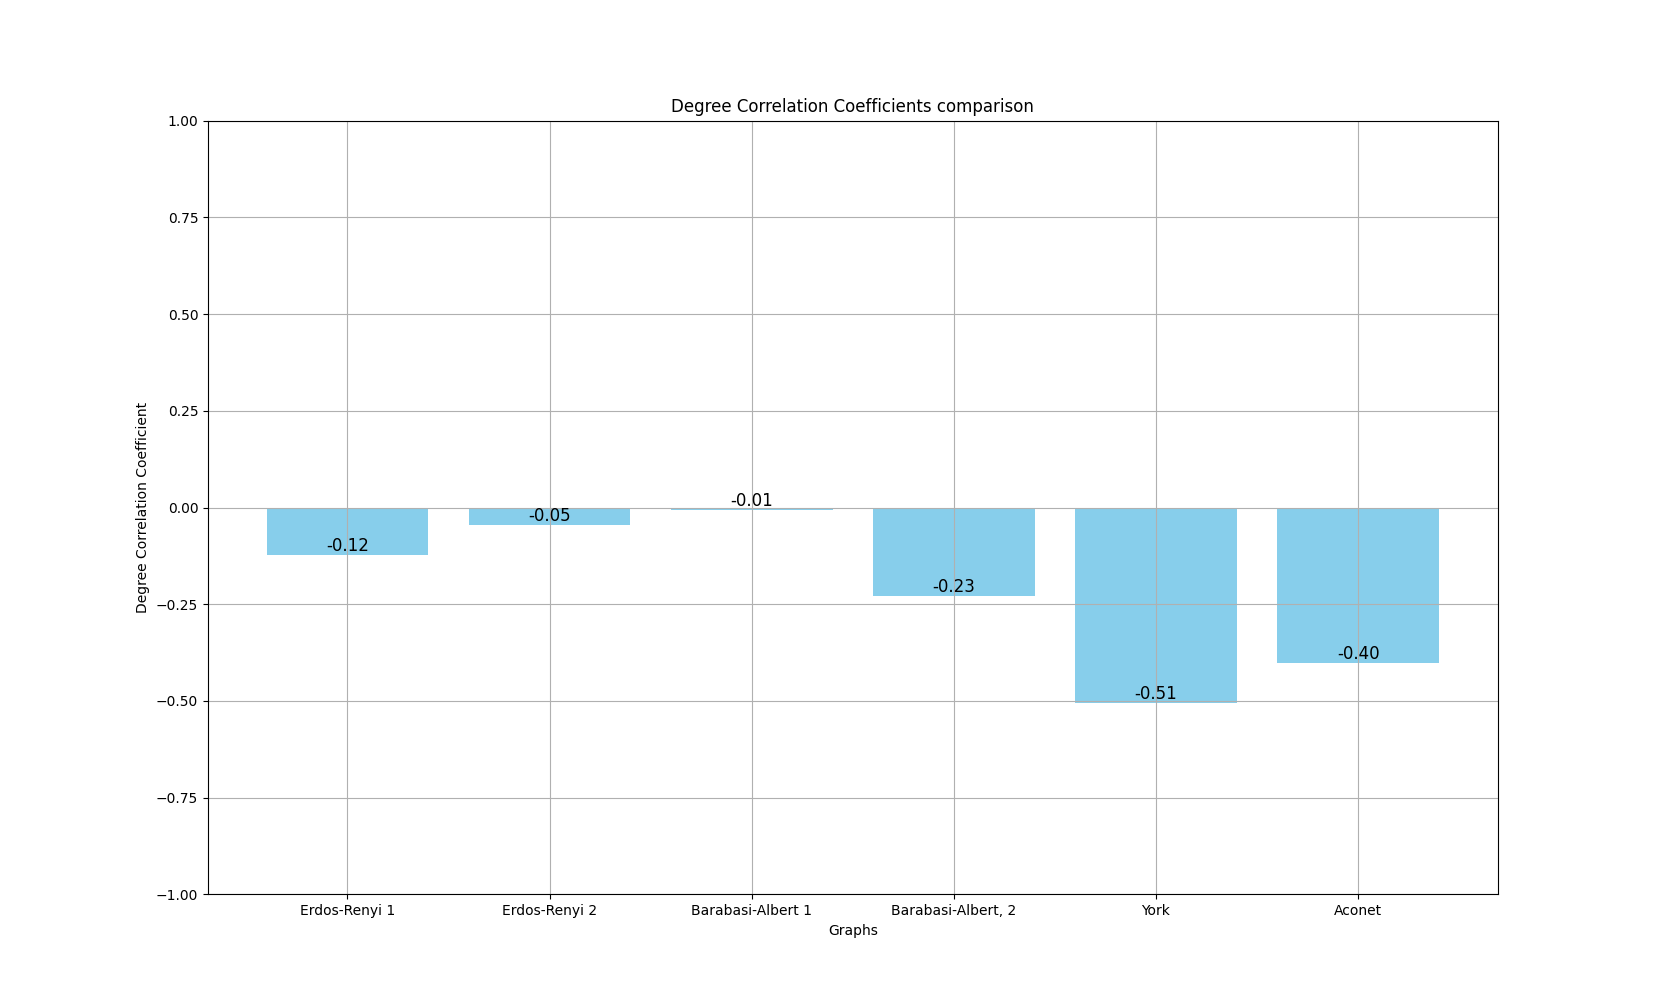 Degree Correlation Coefficients comparison
1.00
0.75
0.50
0.25
0.00
−0.25
−0.50
−0.75
−1.00
Degree Correlation Coefficient
-0.12
-0.05
-0.01
-0.23
-0.51
-0.40
Erdos-Renyi 1
Erdos-Renyi 2
Barabasi-Albert 1
Barabasi-Albert, 2
York
Aconet
Graphs